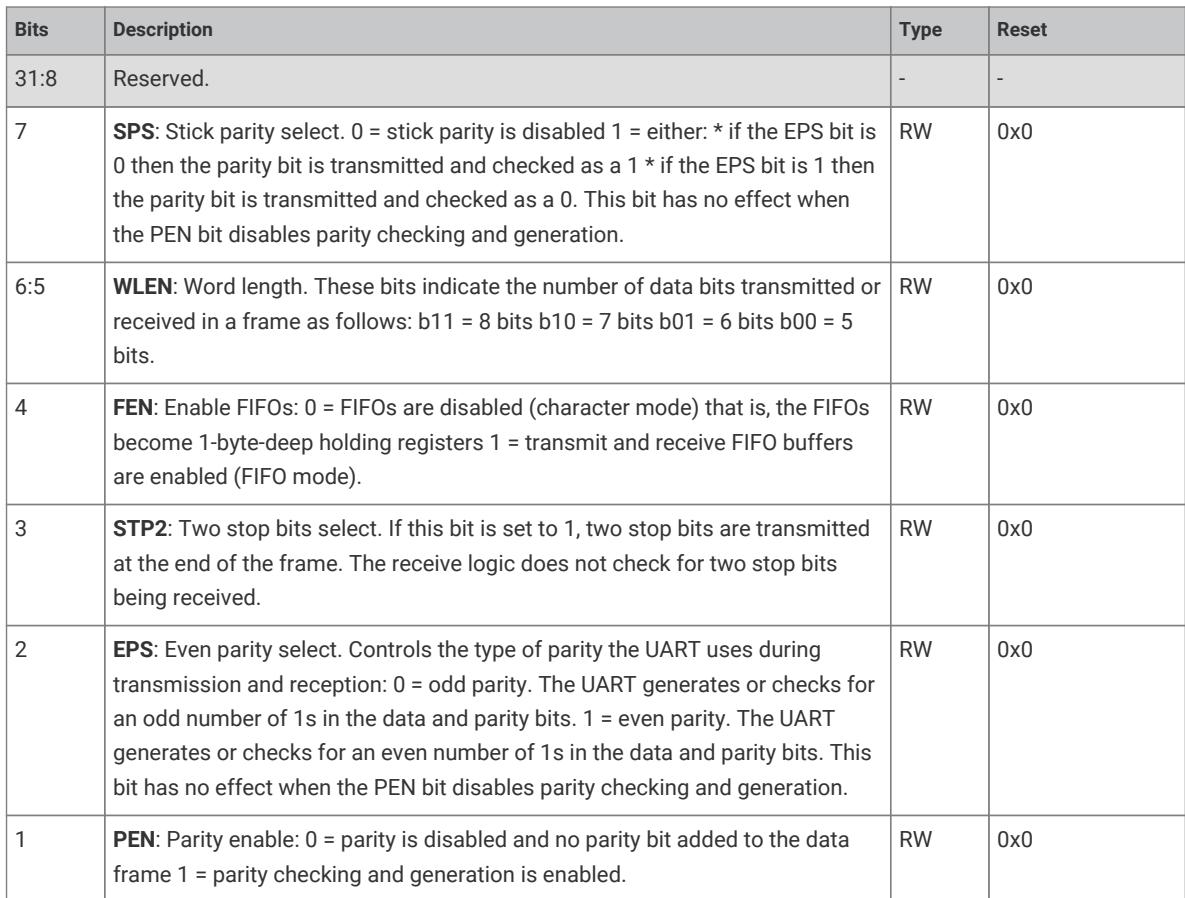 Bits Description Type Reset
31:8 Reserved. - -
7 SPS: Stick parity select. 0 = stick parity is disabled 1 = either: * if the EPS bit is RW 0x0
0 then the parity bit is transmitted and checked as a 1 * if the EPS bit is 1 then
the parity bit is transmitted and checked as a 0. This bit has no effect when
the PEN bit disables parity checking and generation.
6:5 WLEN: Word length. These bits indicate the number of data bits transmitted or RW 0x0
received in a frame as follows: b11 = 8 bits b10 = 7 bits b01 = 6 bits b00 = 5
bits.
4 FEN: Enable FIFOs: 0 = FIFOs are disabled (character mode) that is, the FIFOs RW 0x0
become 1-byte-deep holding registers 1 = transmit and receive FIFO buffers
are enabled (FIFO mode).
3 STP2: Two stop bits select. If this bit is set to 1, two stop bits are transmitted RW 0x0
at the end of the frame. The receive logic does not check for two stop bits
being received.
2 EPS: Even parity select. Controls the type of parity the UART uses during RW 0x0
transmission and reception: 0 = odd parity. The UART generates or checks for
an odd number of 1s in the data and parity bits. 1 = even parity. The UART
generates or checks for an even number of 1s in the data and parity bits. This
bit has no effect when the PEN bit disables parity checking and generation.
1 PEN: Parity enable: 0 = parity is disabled and no parity bit added to the data RW 0x0
frame 1 = parity checking and generation is enabled.